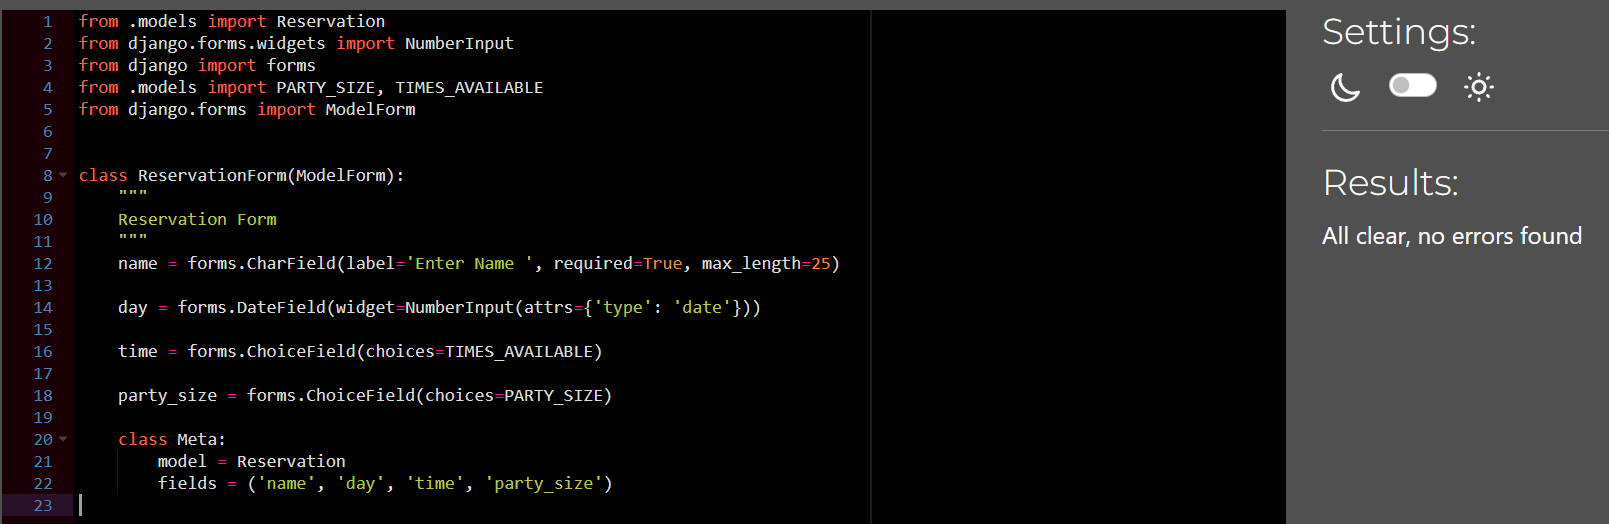 1 from .models import Reservation
2 from django.forms.widgets import NumberInput
3 from django import forms
4 from .models import PARTY_SIZE, TIMES_AVAILABLE
5 from django.forms import ModelForm
6
7
8 class ReservationForm(ModelForm):
9     """
10     Reservation Form
11     """
12     name = forms.CharField(label='Enter Name ', required=True, max_length=25)
13
14     day = forms.DateField(widget=NumberInput(attrs={'type': 'date'}))
15
16     time = forms.ChoiceField(choices=TIMES_AVAILABLE)
17
18     party_size = forms.ChoiceField(choices=PARTY_SIZE)
19
20     class Meta:
21         model = Reservation
22         fields = ('name', 'day', 'time', 'party_size')
23
Settings:
Results:
All clear, no errors found